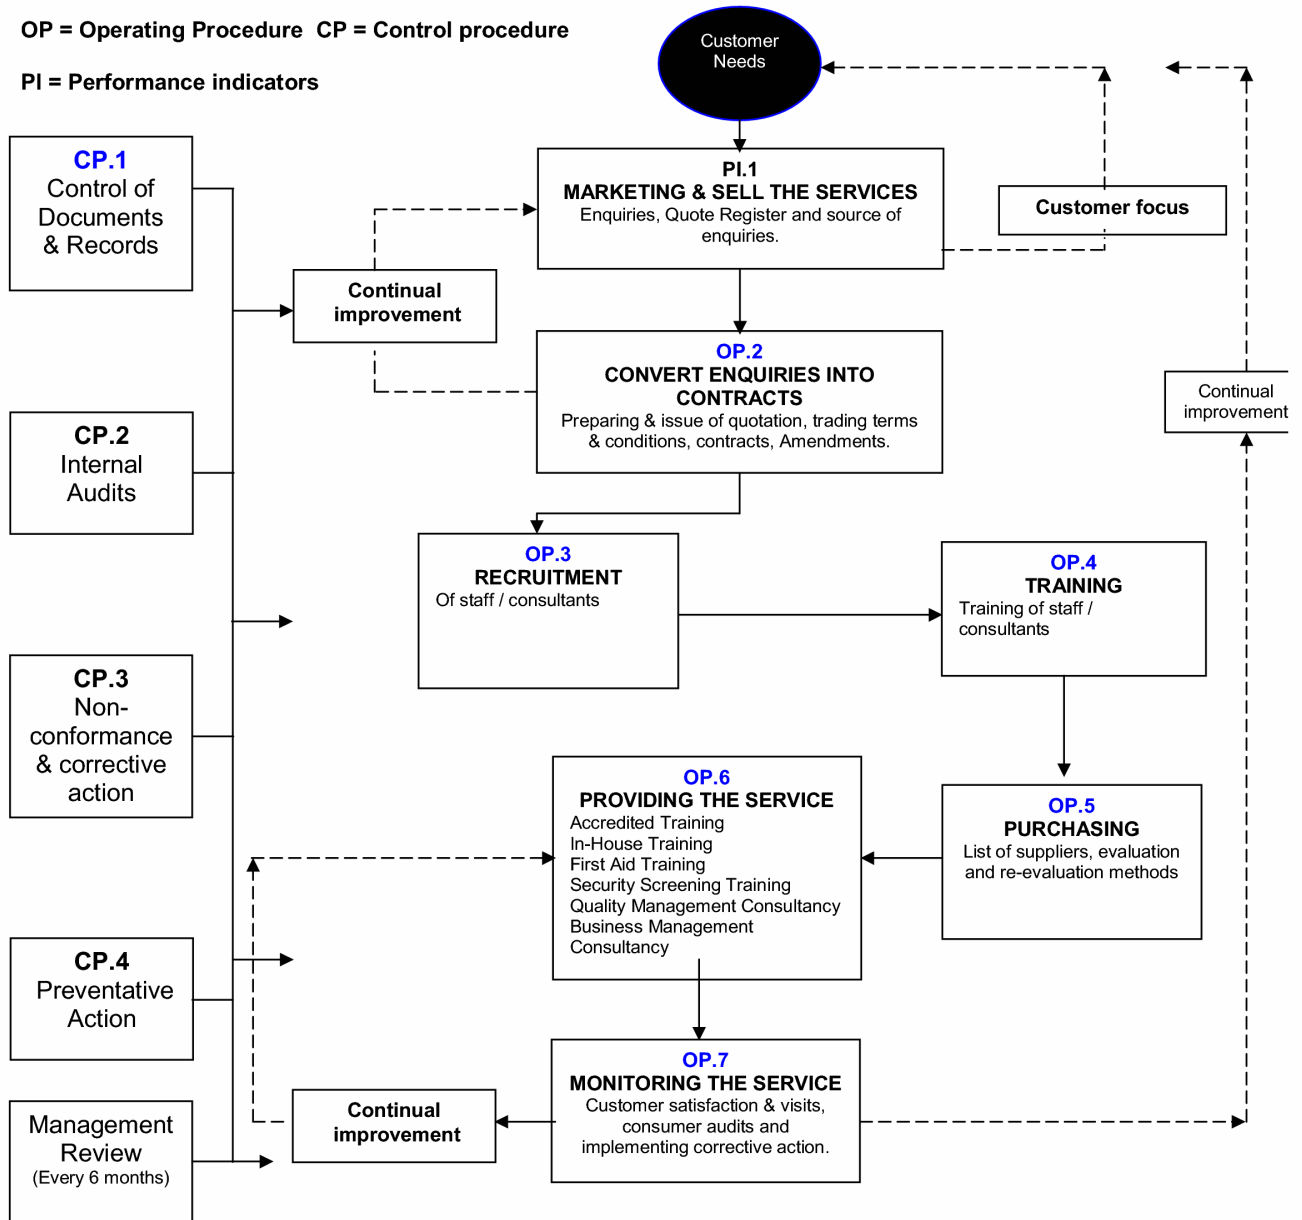 OP = Operating Procedure  CP = Control procedure
PI = Performance indicators
Customer
Needs
CP.1
Control of
Documents
& Records
PI.1
MARKETING & SELL THE SERVICES
Enquiries, Quote Register and source of
enquiries.
Customer focus
Continual
improvement
OP.2
CONVERT ENQUIRIES INTO
CONTRACTS
Preparing & issue of quotation, trading terms
& conditions, contracts, Amendments.
Continual
improvement
CP.2
Internal
Audits
OP.3
RECRUITMENT
Of staff / consultants
OP.4
TRAINING
Training of staff /
consultants
CP.3
Non-
conformance
& corrective
action
OP.6
PROVIDING THE SERVICE
Accredited Training
In-House Training
First Aid Training
Security Screening Training
Quality Management Consultancy
Business Management
Consultancy
OP.5
PURCHASING
List of suppliers, evaluation
and re-evaluation methods
CP.4
Preventative
Action
OP.7
MONITORING THE SERVICE
Customer satisfaction & visits,
consumer audits and
implementing corrective action.
Continual
improvement
Management
Review
(Every 6 months)